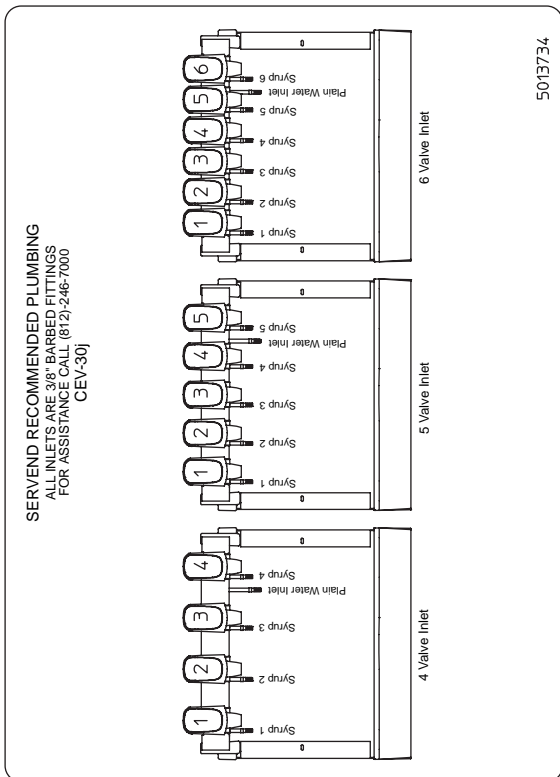 SERVEND RECOMMENDED PLUMBING
ALL INLETS ARE 3/8" BARBED FITTINGS
FOR ASSISTANCE CALL (812)-246-7000
CEV-30j
1
2
3
4
Syrup 1
Syrup 2
Syrup 3
Plain Water Inlet
Syrup 4
4 Valve Inlet
1
2
3
4
5
Syrup 1
Syrup 2
Syrup 3
Syrup 4
Plain Water Inlet
Syrup 5
5 Valve Inlet
1
2
3
4
5
6
Syrup 1
Syrup 2
Syrup 3
Syrup 4
Syrup 5
Plain Water Inlet
Syrup 6
6 Valve Inlet
5013734